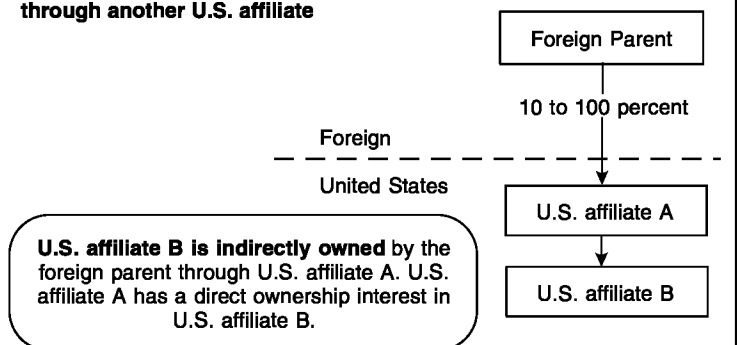 through another U.S. affiliate
Foreign Parent
10 to 100 percent
Foreign
United States
U.S. affiliate A
U.S. affiliate B is indirectly owned by the
foreign parent through U.S. affiliate A. U.S.
affiliate A has a direct ownership interest in
U.S. affiliate B.
U.S. affiliate B